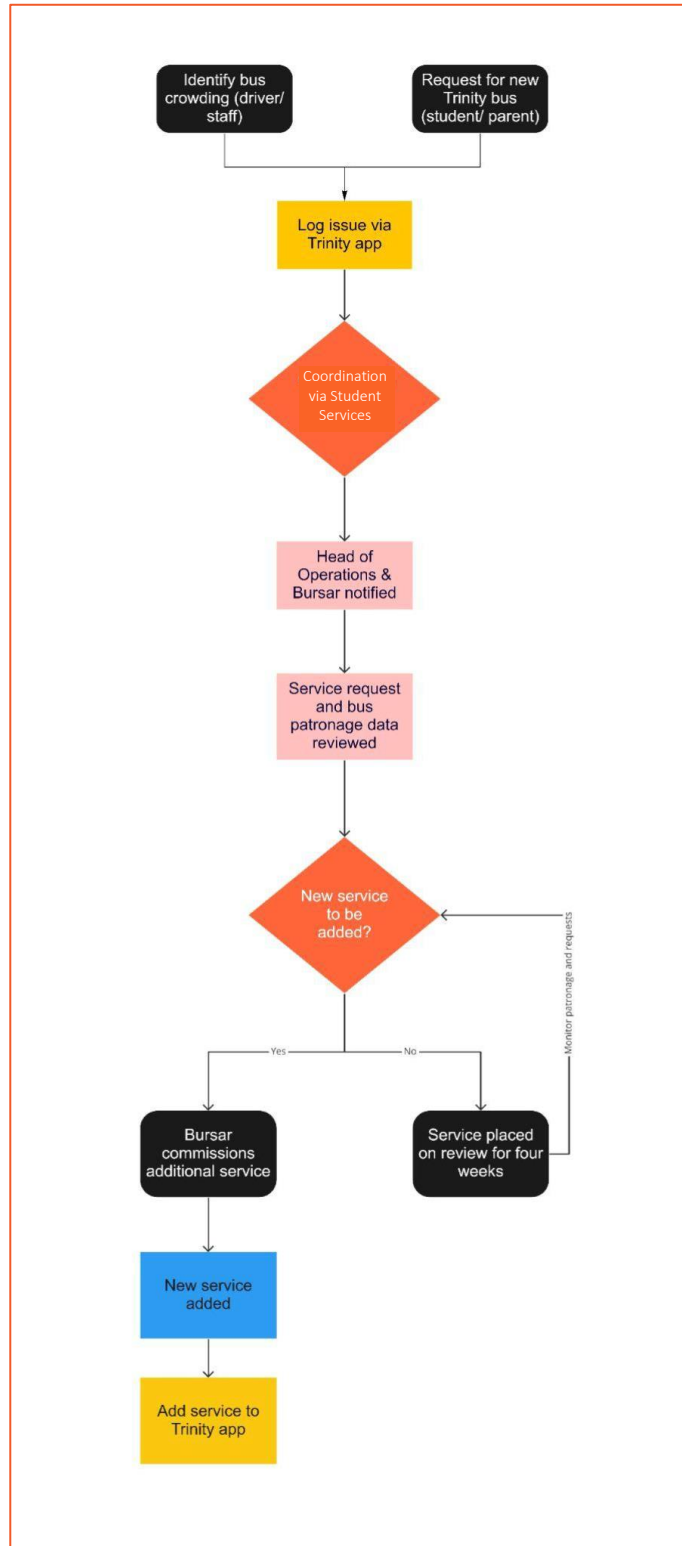 Identify bus
crowding (driver/
staff)
Request for new
Trinity bus
(student/ parent)
Log issue via
Trinity app
Coordination
via Student
Services
Head of
Operations &
Bursar notified
Service request
and bus
patronage data
reviewed
New service
to be
added?
Monitor patronage and requests
Yes
No
Bursar
commissions
additional service
Service placed
on review for four
weeks
New service
added
Add service to
Trinity app